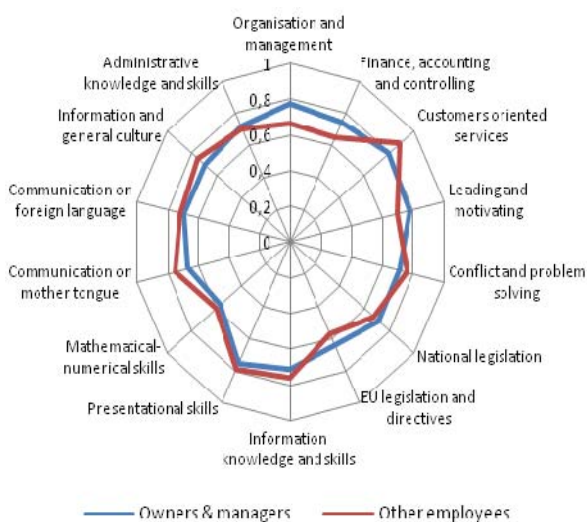 Organisation and
management
Finance, accounting
and controlling
Customers oriented
services
Leading and
motivating
Conflict and problem
solving
National legislation
EU legislation and
directives
Information
knowledge and skills
Presentational skills
Mathematical-
numerical skills
Communication on
mother tongue
Communication on
foreign language
Information and
general culture
Administrative
knowledge and skills
1
0,8
0,6
0,4
0,2
0
Owners & managers
Other employees